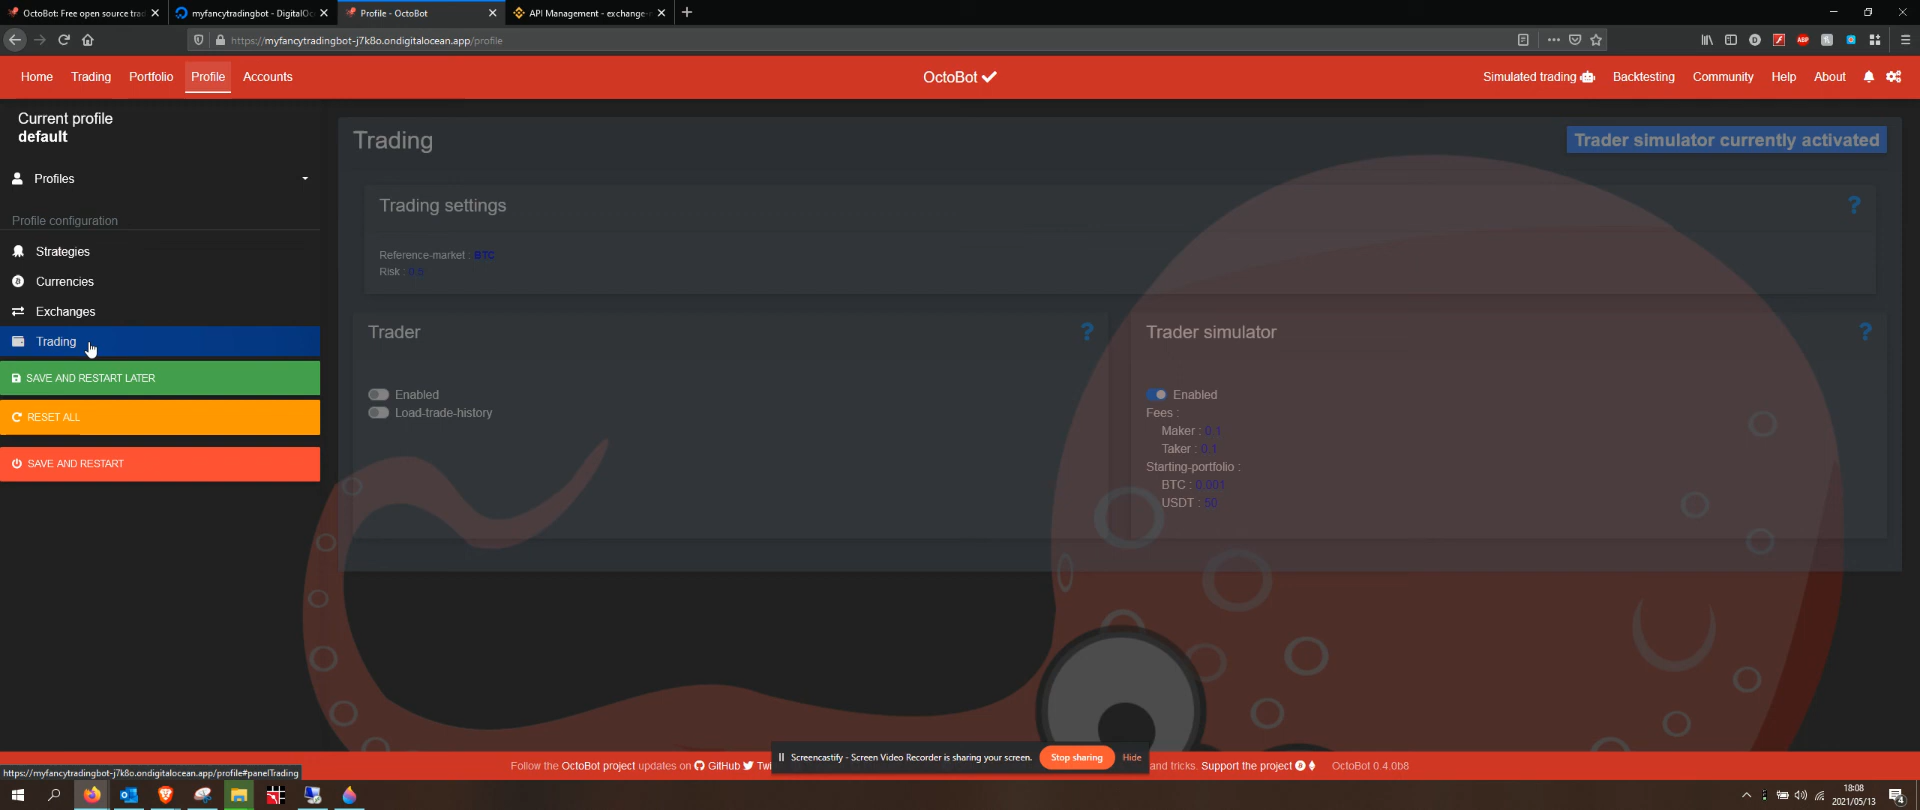 OctoBot: Free open source trad
myfancytradingbot - DigitalOc
Profile - OctoBot
API Management - exchange-
https://myfancytradingbot-j7k8o.ondigitalocean.app/profile
Home Trading Portfolio Profile Accounts
OctoBot
Simulated trading Backtesting Community Help About
Current profile
default
Profiles
Profile configuration
Strategies
Currencies
Exchanges
Trading
SAVE AND RESTART LATER
RESET ALL
SAVE AND RESTART
Trading
Trader simulator currently activated
Trading settings
?
Reference-market : BTC
Risk : 0.5
Trader
?
Enabled
Load-trade-history
Trader simulator
?
Enabled
Fees :
Maker : 0.1
Taker : 0.1
Starting-portfolio :
BTC : 0.001
USDT : 50
Screencastify - Screen Video Recorder is sharing your screen.
Stop sharing
Hide
Follow the OctoBot project updates on GitHub Twi
and tricks. Support the project
OctoBot 0.4.0b8
https://myfancytradingbot-j7k8o.ondigitalocean.app/profile#panelTrading
18:08
2021/05/13
4